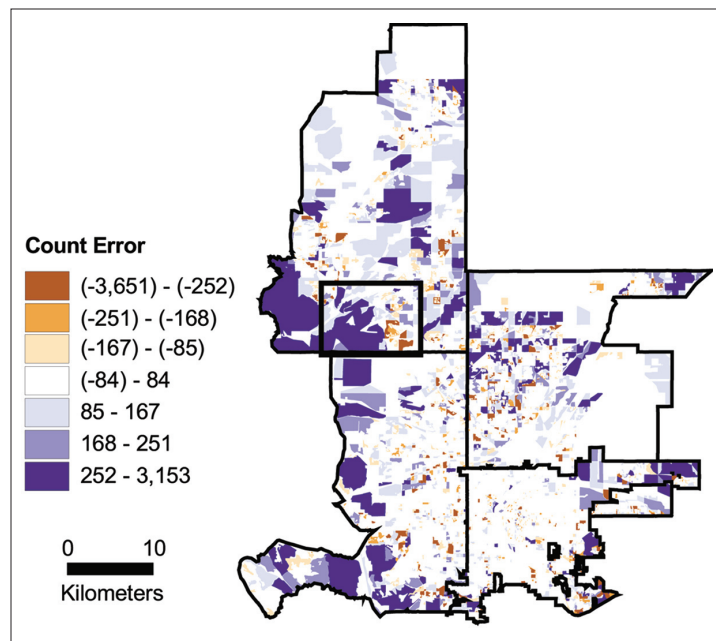 Count Error
(-3,651) - (-252)
(-251) - (-168)
(-167) - (-85)
(-84) - 84
85 - 167
168 - 251
252 - 3,153
0 10
Kilometers